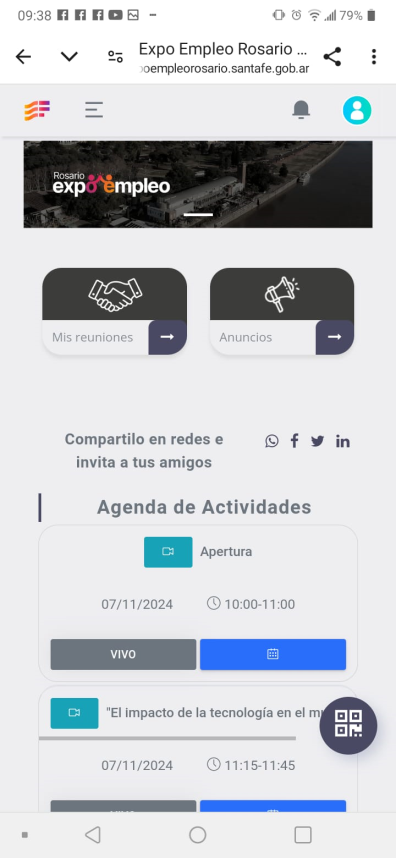 09:38
79%
Expo Empleo Rosario ...
oempleorosario.santafe.gob.ar
Rosario
expo empleo
Mis reuniones
Anuncios
Compartilo en redes e
invita a tus amigos
Agenda de Actividades
Apertura
07/11/2024 10:00-11:00
VIVO
"El impacto de la tecnología en el
07/11/2024 11:15-11:45